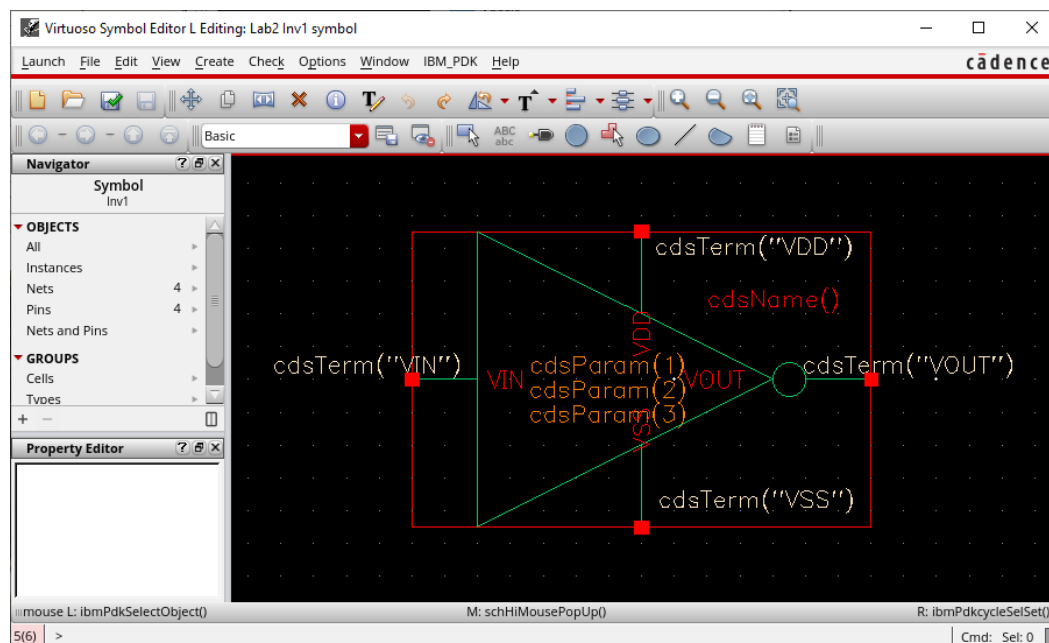 Virtuoso Symbol Editor L Editing: Lab2 Inv1 symbol
Launch File Edit View Create Check Options Window IBM_PDK Help
cādence
T
T
Basic
ABC
abc
Navigator
Symbol
Inv1
OBJECTS
All
Instances
Nets 4
Pins 4
Nets and Pins
GROUPS
Cells
Types
Property Editor
cdsTerm("VDD")
cdsName()
VDD
cdsTerm("VIN")
VIN
cdsParam(1)
cdsParam(2)
cdsParam(3)
VOUT
cdsTerm("VOUT")
VSS
cdsTerm("VSS")
mouse L: ibmPdkSelectObject()
M: schHiMousePopUp()
R: ibmPdkcycleSelSet()
5(6) >
Cmd: Sel: 0